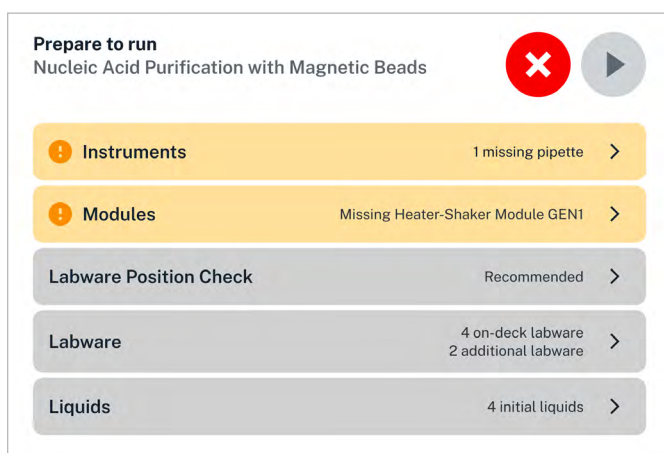 Prepare to run
Nucleic Acid Purification with Magnetic Beads
Instruments
1 missing pipette
Modules
Missing Heater-Shaker Module GEN1
Labware Position Check
Recommended
Labware
4 on-deck labware
2 additional labware
Liquids
4 initial liquids